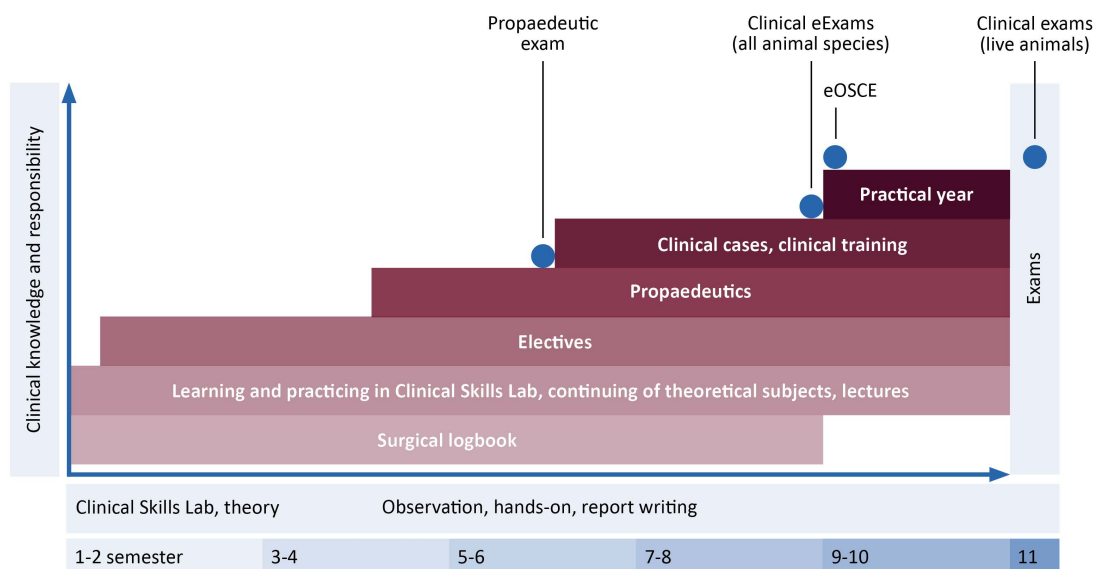 Propaedeutic
exam
Clinical eExams
(all animal species)
Clinical exams
(live animals)
eOSCE
Clinical knowledge and responsibility
Practical year
Clinical cases, clinical training
Propaedeutics
Electives
Learning and practicing in Clinical Skills Lab, continuing of theoretical subjects, lectures
Surgical logbook
Exams
Clinical Skills Lab, theory
Observation, hands-on, report writing
1-2 semester
3-4
5-6
7-8
9-10
11